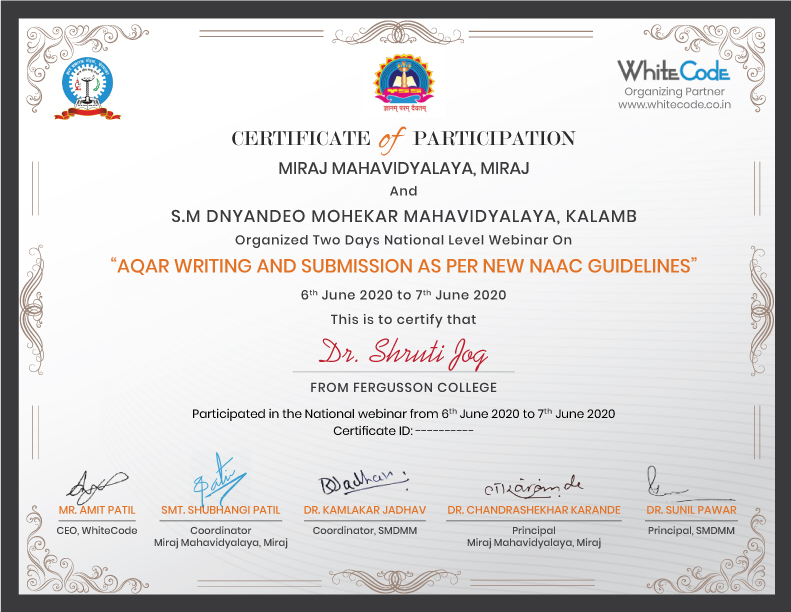 ज्ञानम् परमं दैवतम्
WhiteCode
Organizing Partner
www.whitecode.co.in
CERTIFICATE of PARTICIPATION
MIRAJ MAHAVIDYALAYA, MIRAJ
And
S.M DNYANDEO MOHEKAR MAHAVIDYALAYA, KALAMB
Organized Two Days National Level Webinar On
“AQAR WRITING AND SUBMISSION AS PER NEW NAAC GUIDELINES”
6th June 2020 to 7th June 2020
This is to certify that
Dr. Shruti Jog
FROM FERGUSSON COLLEGE
Participated in the National webinar from 6th June 2020 to 7th June 2020
Certificate ID: ----------
MR. AMIT PATIL SMT. SHUBHANGI PATIL DR. KAMLAKAR JADHAV DR. CHANDRASHEKHAR KARANDE DR. SUNIL PAWAR
CEO, WhiteCode Coordinator Coordinator, SMDMM Principal Principal, SMDMM
Miraj Mahavidyalaya, Miraj Miraj Mahavidyalaya, Miraj